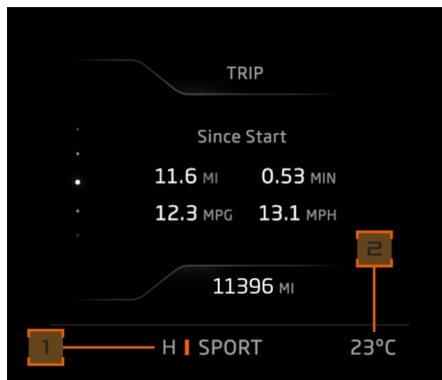 TRIP
Since Start
11.6 MI 0.53 MIN
12.3 MPG 13.1 MPH
2
11396 MI
1 H SPORT 23°C